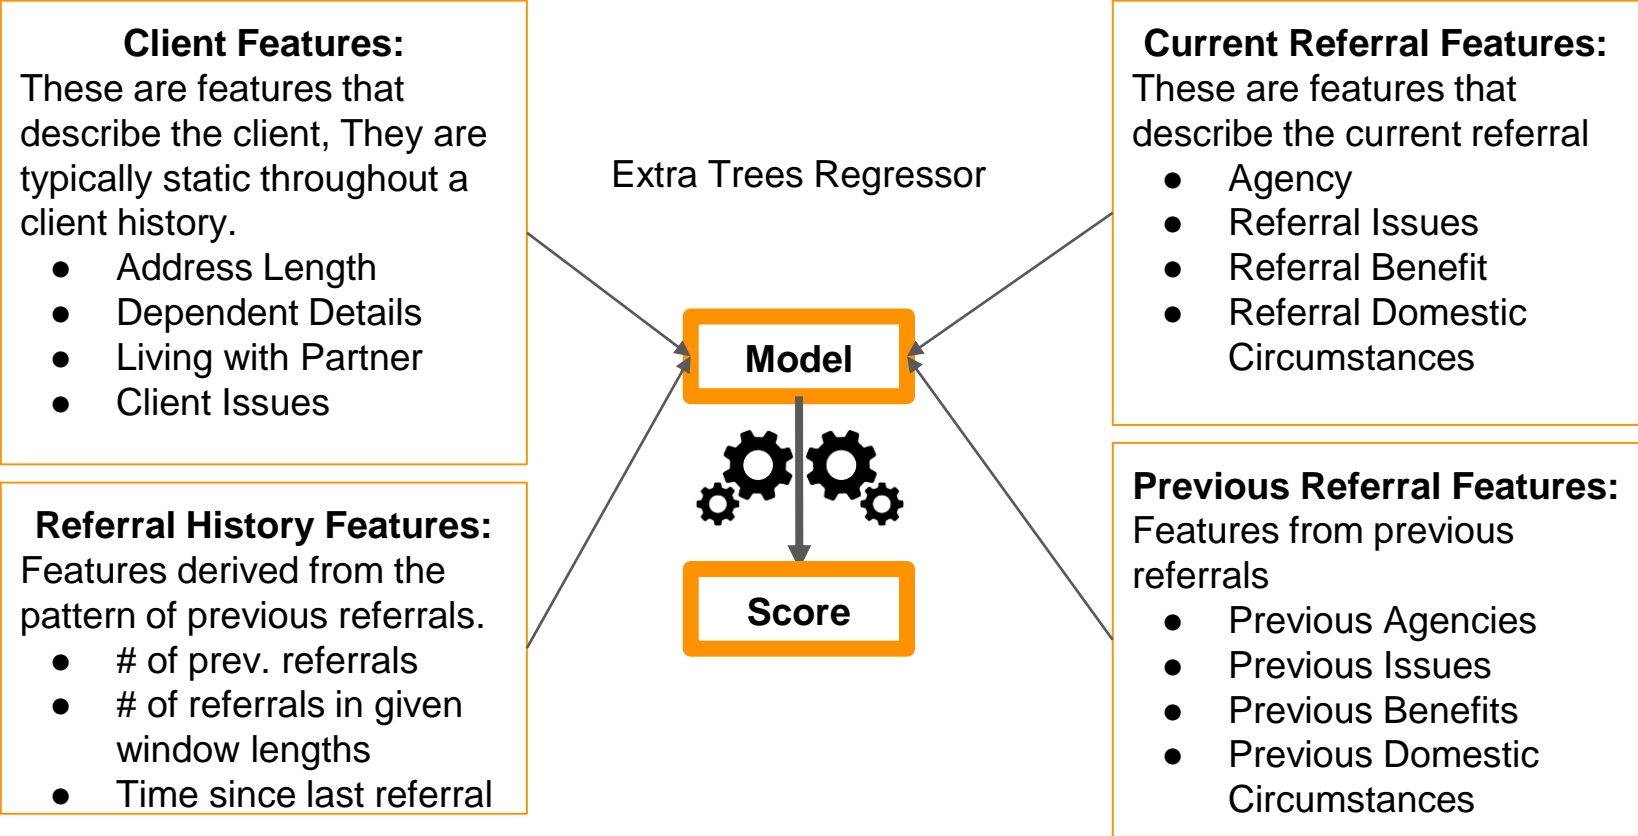 Client Features:
These are features that
describe the client, They are
typically static throughout a
client history.
● Address Length
● Dependent Details
● Living with Partner
● Client Issues
Referral History Features:
Features derived from the
pattern of previous referrals.
● # of prev. referrals
● # of referrals in given
window lengths
● Time since last referral
Extra Trees Regressor
Model
Score
Current Referral Features:
These are features that
describe the current referral
● Agency
● Referral Issues
● Referral Benefit
● Referral Domestic
Circumstances
Previous Referral Features:
Features from previous
referrals
● Previous Agencies
● Previous Issues
● Previous Benefits
● Previous Domestic
Circumstances